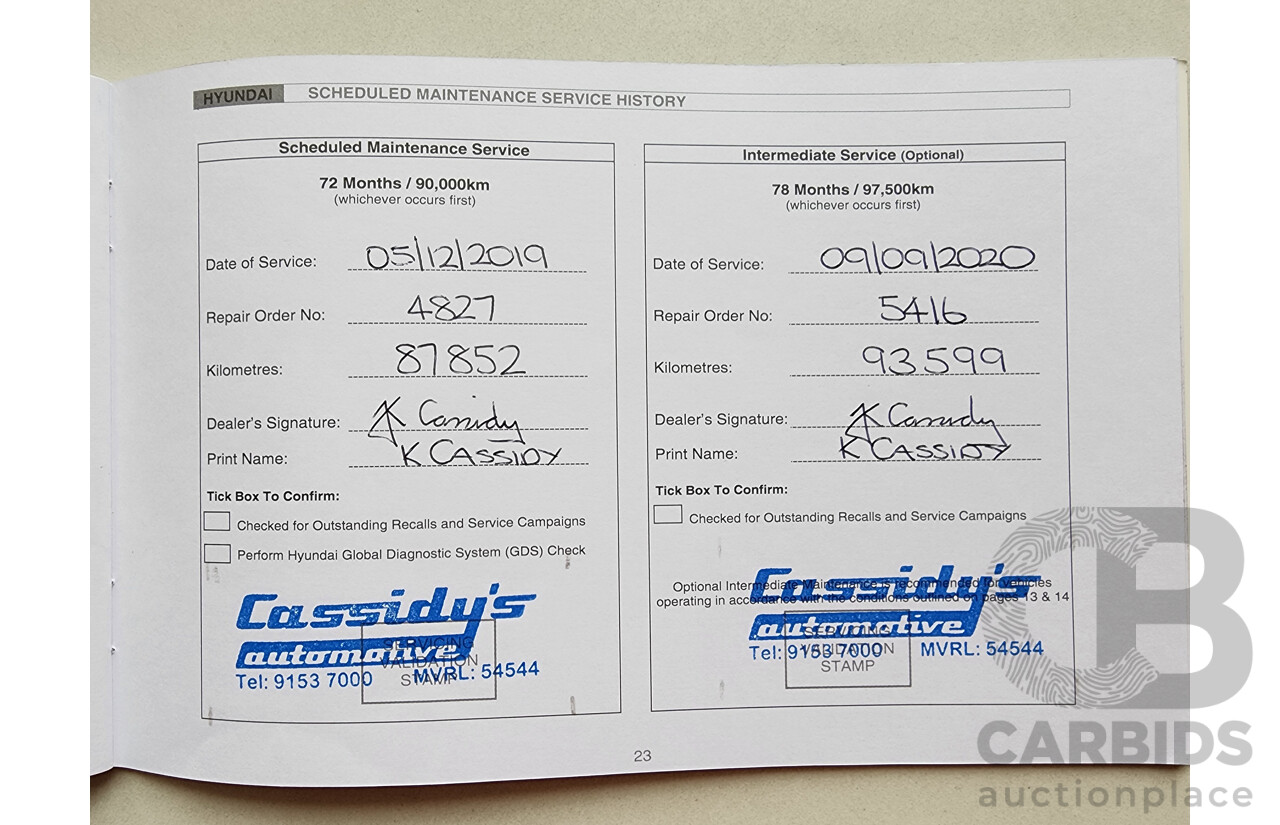 HYUNDAI SCHEDULED MAINTENANCE SERVICE HISTORY
Scheduled Maintenance Service
72 Months / 90,000km
(whichever occurs first)
Date of Service: 05/12/2019
Repair Order No: 4827
Kilometres: 87852
Dealer's Signature: K Cassidy
Print Name: K CASSIDY
Tick Box To Confirm:
Checked for Outstanding Recalls and Service Campaigns
Perform Hyundai Global Diagnostic System (GDS) Check
Cassidy's
automotive
Tel: 9153 7000 MVRL: 54544
SERVICING
VALIDATION
STAMP
Intermediate Service (Optional)
78 Months / 97,500km
(whichever occurs first)
Date of Service: 09/09/2020
Repair Order No: 5416
Kilometres: 93599
Dealer's Signature: K Cassidy
Print Name: K CASSIDY
Tick Box To Confirm:
Checked for Outstanding Recalls and Service Campaigns
Optional Intermediate Maintenance is recommended for vehicles
operating in accordance with the conditions outlined on pages 13 & 14
Cassidy's
automotive
Tel: 9153 7000 MVRL: 54544
SERVICING
VALIDATION
STAMP
23
CB
CARBIDS
auctionplace